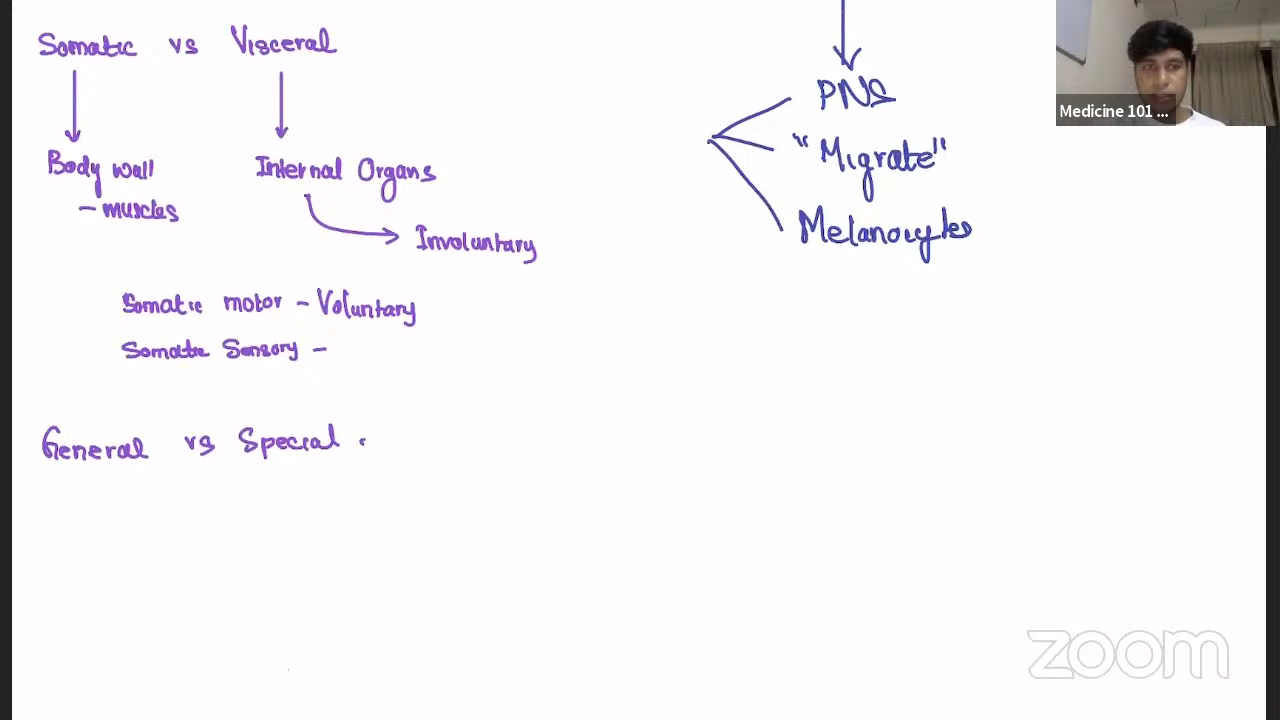 Somatic vs Visceral
Body wall
- muscles
Internal Organs
Involuntary
Somatic motor - Voluntary
Somatic Sensory -
General vs Special
PNS
"Migrate"
Melanocytes
Medicine 101 ...
zoom